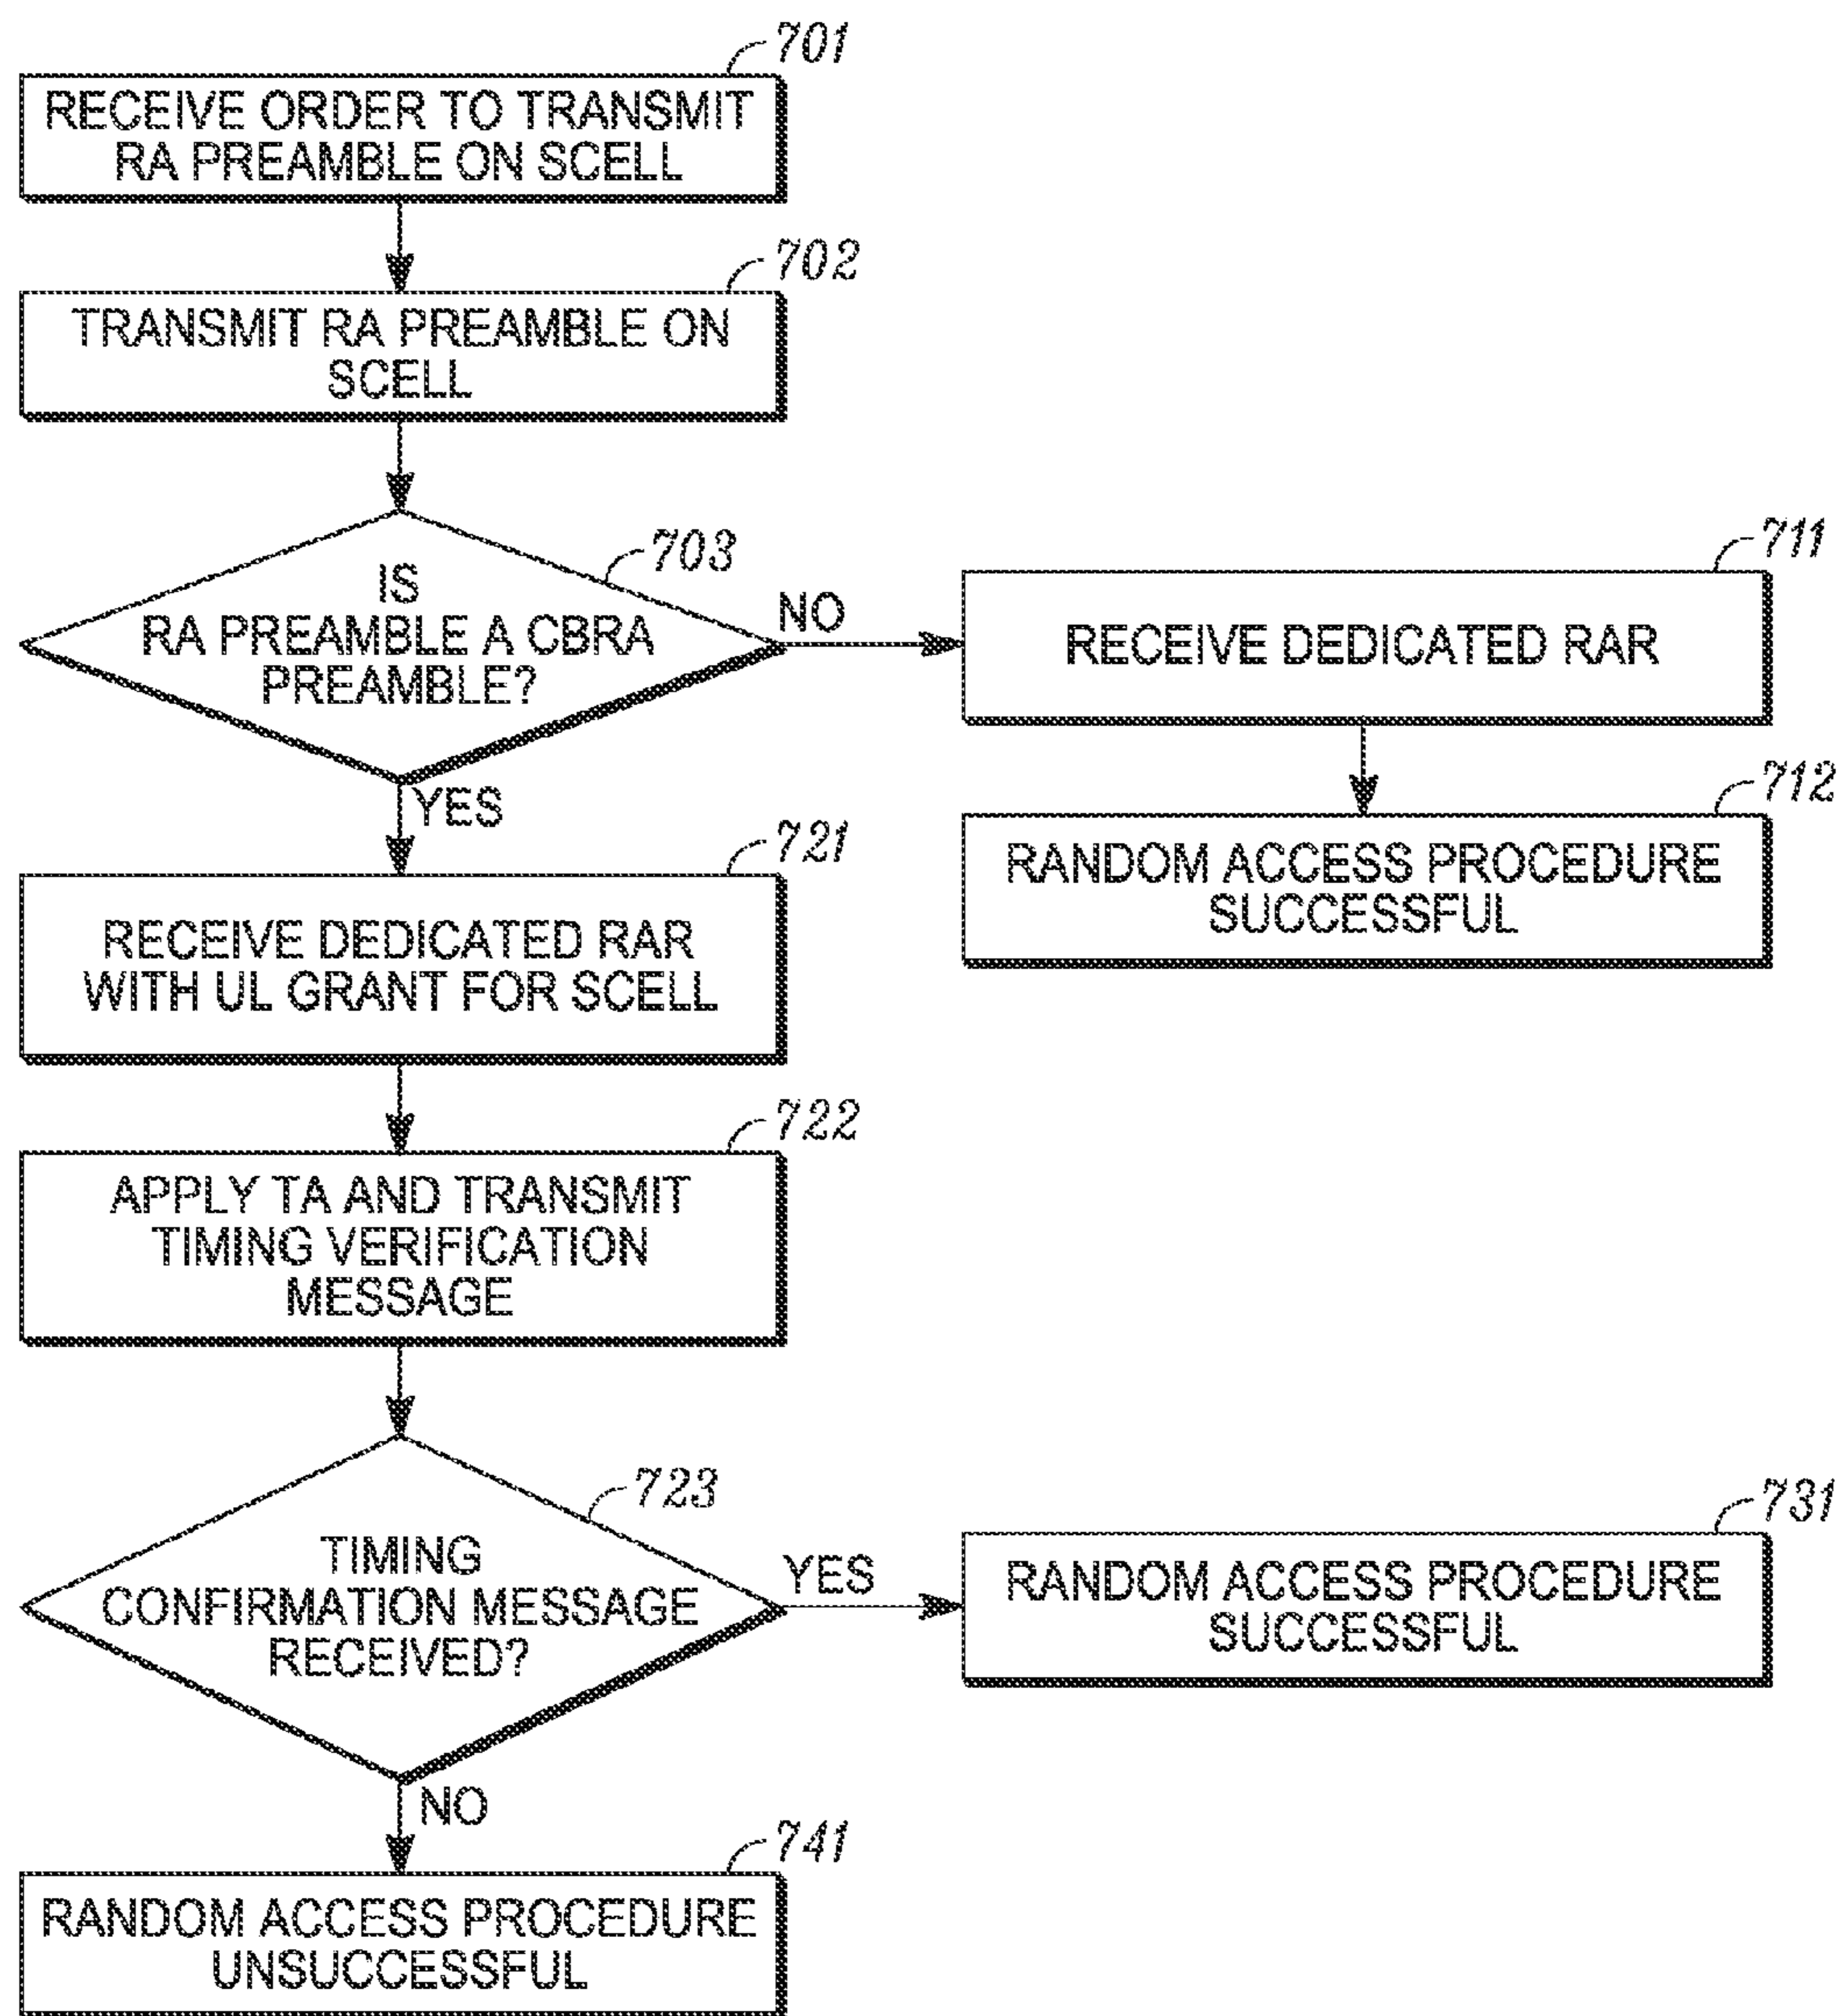 701
RECEIVE ORDER TO TRANSMIT
RA PREAMBLE ON SCELL
702
TRANSMIT RA PREAMBLE ON
SCELL
703
IS
RA PREAMBLE A CBRA
PREAMBLE?
NO
711
RECEIVE DEDICATED RAR
712
RANDOM ACCESS PROCEDURE
SUCCESSFUL
YES
721
RECEIVE DEDICATED RAR
WITH UL GRANT FOR SCELL
722
APPLY TA AND TRANSMIT
TIMING VERIFICATION
MESSAGE
723
TIMING
CONFIRMATION MESSAGE
RECEIVED?
YES
731
RANDOM ACCESS PROCEDURE
SUCCESSFUL
NO
741
RANDOM ACCESS PROCEDURE
UNSUCCESSFUL